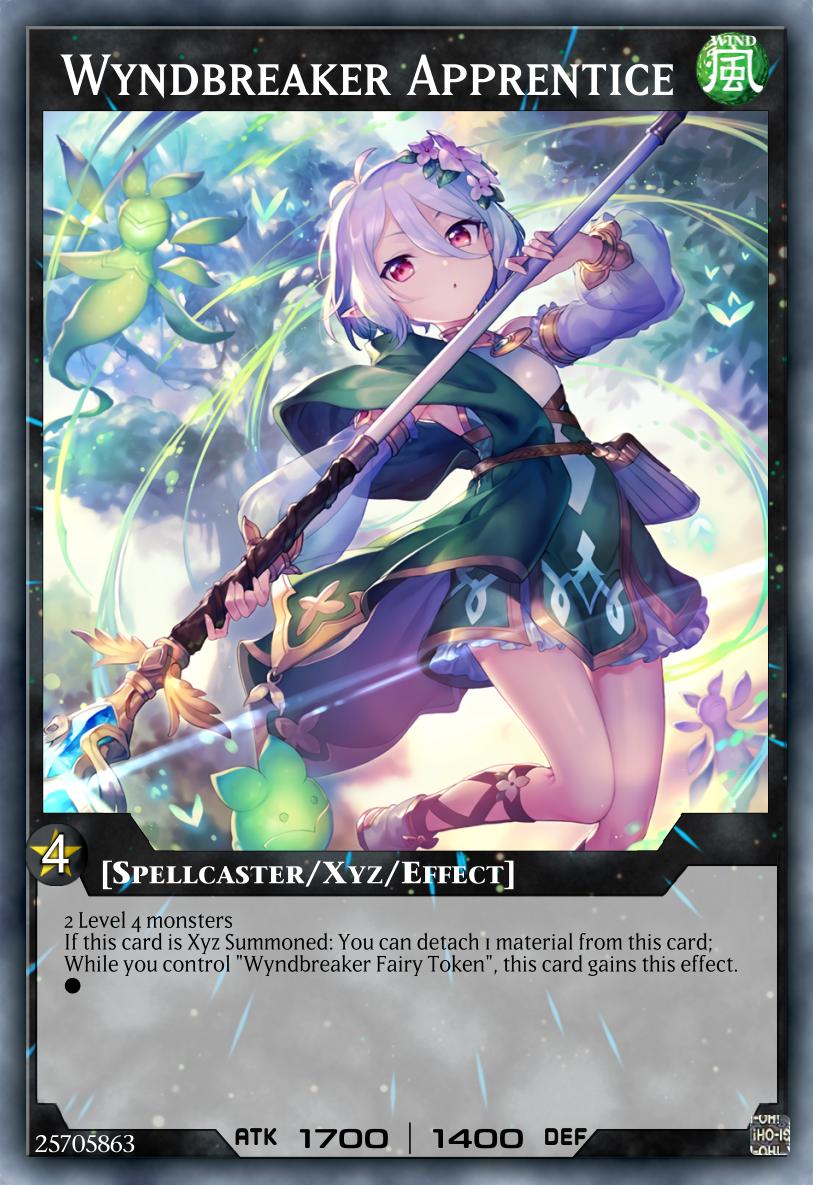 Wyndbreaker Apprentice
WIND
風
4
[Spellcaster/Xyz/Effect]
2 Level 4 monsters
If this card is Xyz Summoned: You can detach 1 material from this card;
While you control "Wyndbreaker Fairy Token", this card gains this effect.
●
25705863
ATK 1700 | 1400 DEF